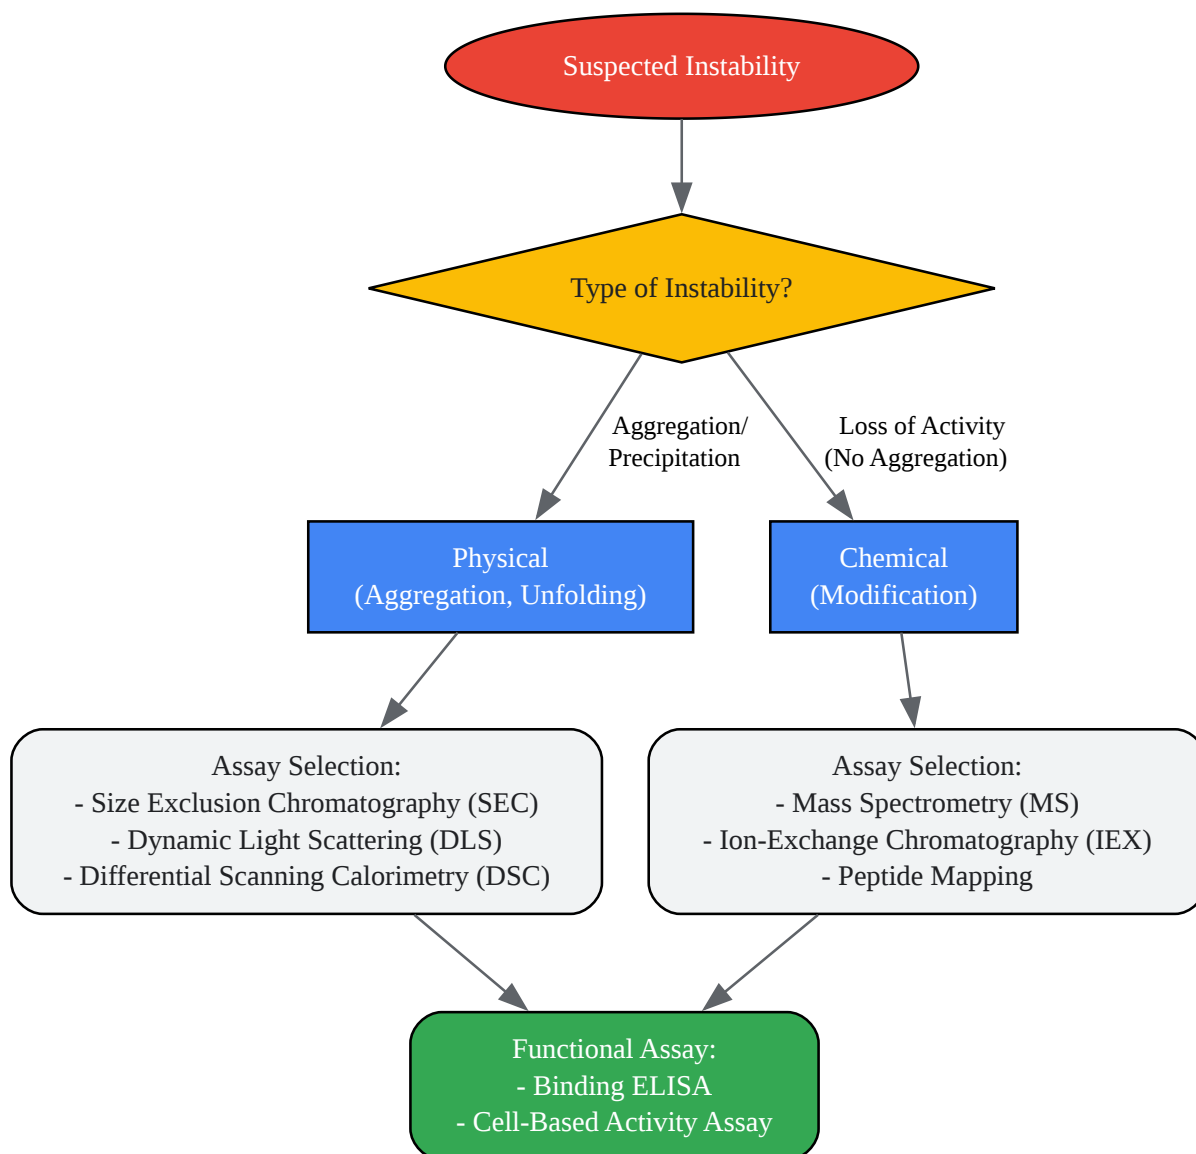 Suspected Instability
Type of Instability?
Aggregation/
Precipitation
Loss of Activity
(No Aggregation)
Physical
(Aggregation, Unfolding)
Chemical
(Modification)
Assay Selection:
- Size Exclusion Chromatography (SEC)
- Dynamic Light Scattering (DLS)
- Differential Scanning Calorimetry (DSC)
Assay Selection:
- Mass Spectrometry (MS)
- Ion-Exchange Chromatography (IEX)
- Peptide Mapping
Functional Assay:
- Binding ELISA
- Cell-Based Activity Assay